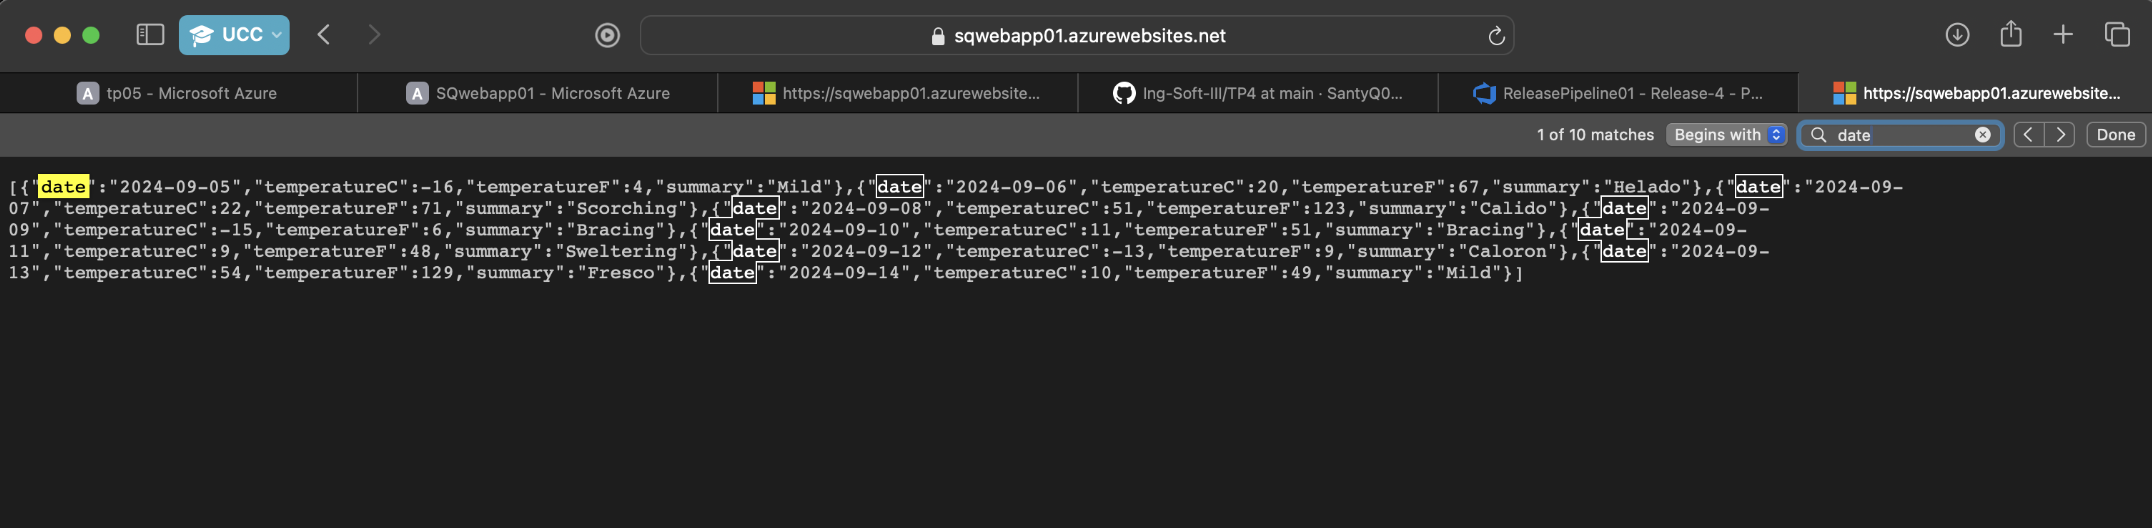 UCC
sqwebapp01.azurewebsites.net
A tp05 - Microsoft Azure
A SQwebapp01 - Microsoft Azure
https://sqwebapp01.azurewebsite...
Ing-Soft-III/TP4 at main · SantyQ0...
ReleasePipeline01 - Release-4 - P...
https://sqwebapp01.azurewebsite...
1 of 10 matches Begins with date Done
[{"date":"2024-09-05","temperatureC":-16,"temperatureF":4,"summary":"Mild"},{"date":"2024-09-06","temperatureC":20,"temperatureF":67,"summary":"Helado"},{"date":"2024-09-
07","temperatureC":22,"temperatureF":71,"summary":"Scorching"},{"date":"2024-09-08","temperatureC":51,"temperatureF":123,"summary":"Calido"},{"date":"2024-09-
09","temperatureC":-15,"temperatureF":6,"summary":"Bracing"},{"date":"2024-09-10","temperatureC":11,"temperatureF":51,"summary":"Bracing"},{"date":"2024-09-
11","temperatureC":9,"temperatureF":48,"summary":"Sweltering"},{"date":"2024-09-12","temperatureC":-13,"temperatureF":9,"summary":"Caloron"},{"date":"2024-09-
13","temperatureC":54,"temperatureF":129,"summary":"Fresco"},{"date":"2024-09-14","temperatureC":10,"temperatureF":49,"summary":"Mild"}]